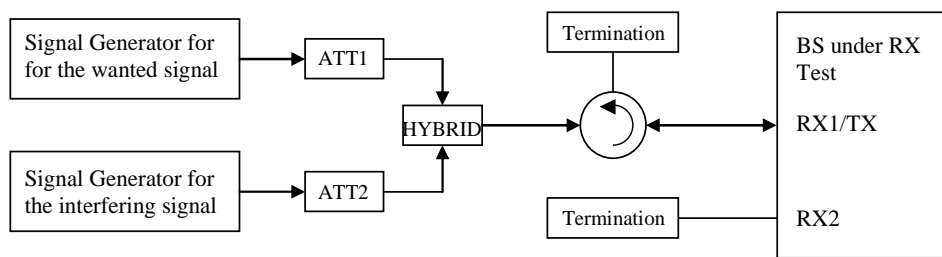 Signal Generator for
for the wanted signal
ATT1
HYBRID
Signal Generator for
the interfering signal
ATT2
Termination
Termination
BS under RX
Test
RX1/TX
RX2